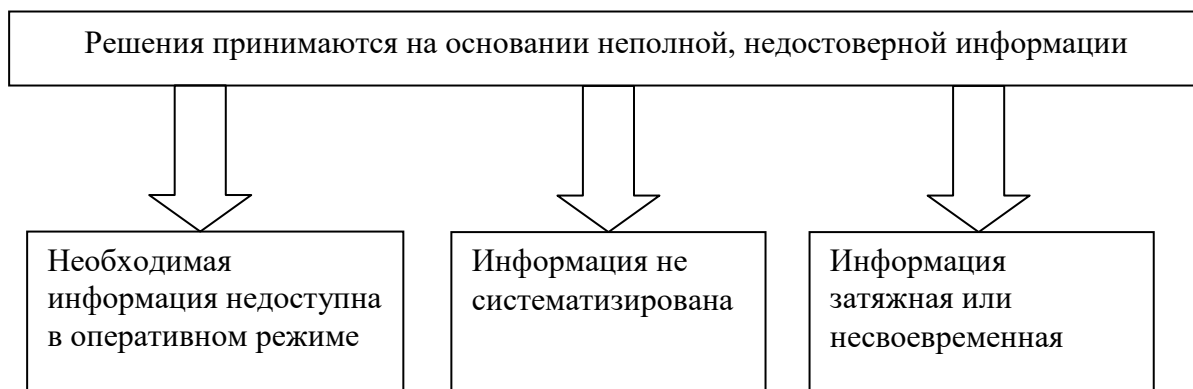 Решения принимаются на основании неполной, недостоверной информации
Необходимая
информация недоступна
в оперативном режиме
Информация не
систематизирована
Информация
затяжная или
несвоевременная